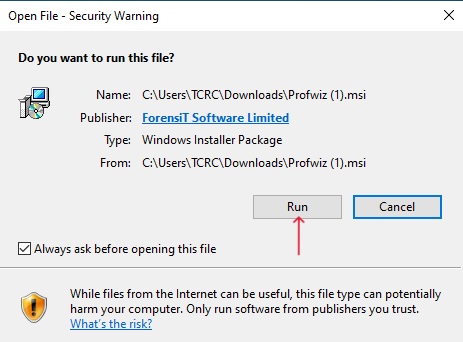 Open File - Security Warning
Do you want to run this file?
Name: C:\Users\TCRC\Downloads\Profwiz (1).msi
Publisher: ForensiT Software Limited
Type: Windows Installer Package
From: C:\Users\TCRC\Downloads\Profwiz (1).msi
Run Cancel
Always ask before opening this file
While files from the Internet can be useful, this file type can potentially
harm your computer. Only run software from publishers you trust.
What's the risk?